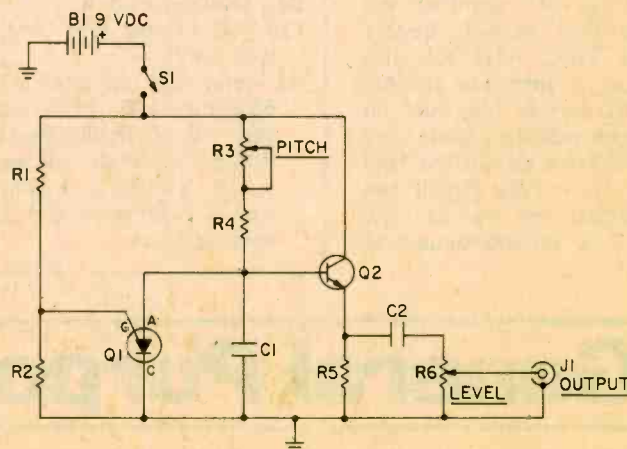 B1 9 VDC
+
S1
R3 PITCH
R1
R4
Q2
G A
Q1
C2
C
C1
R2
R5
R6
J1
OUTPUT
LEVEL